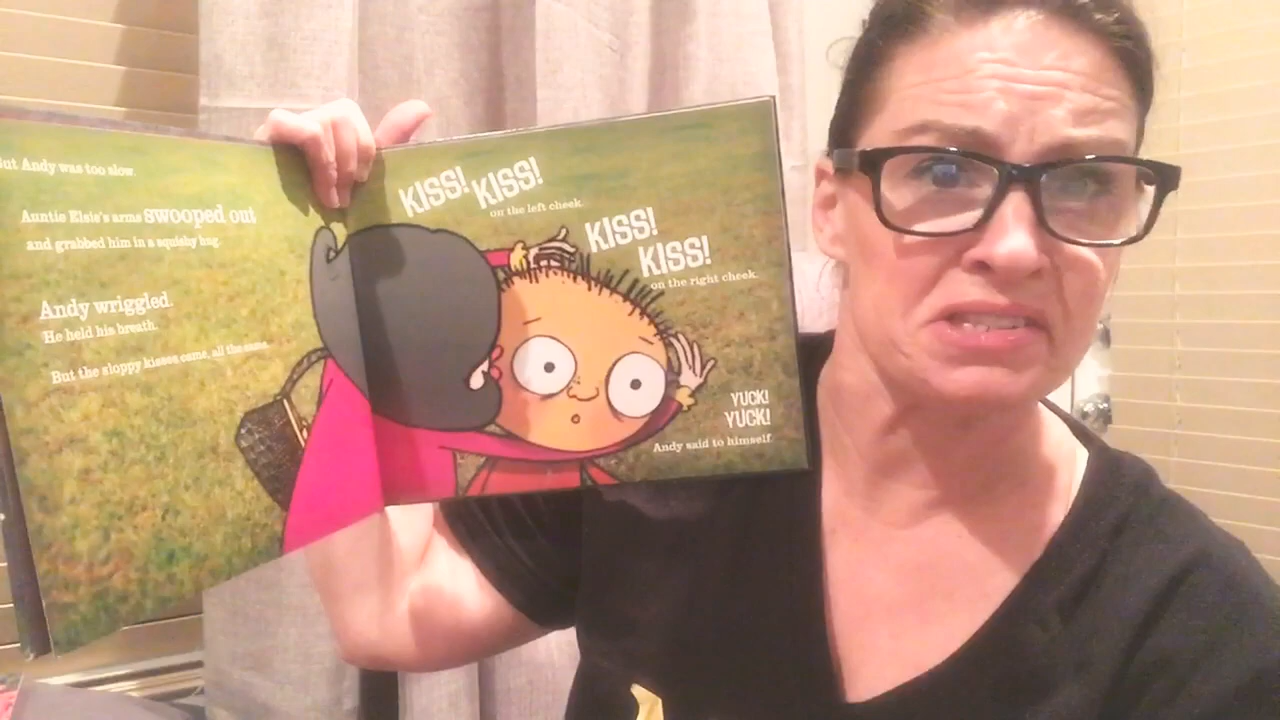 But Andy was too slow.
Auntie Elsie's arms swooped out
and grabbed him in a squishy hug.
Andy wriggled.
He held his breath.
But the sloppy kisses came, all the same.
KISS! KISS!
on the left cheek.
KISS!
KISS!
on the right cheek.
YUCK!
YUCK!
Andy said to himself.